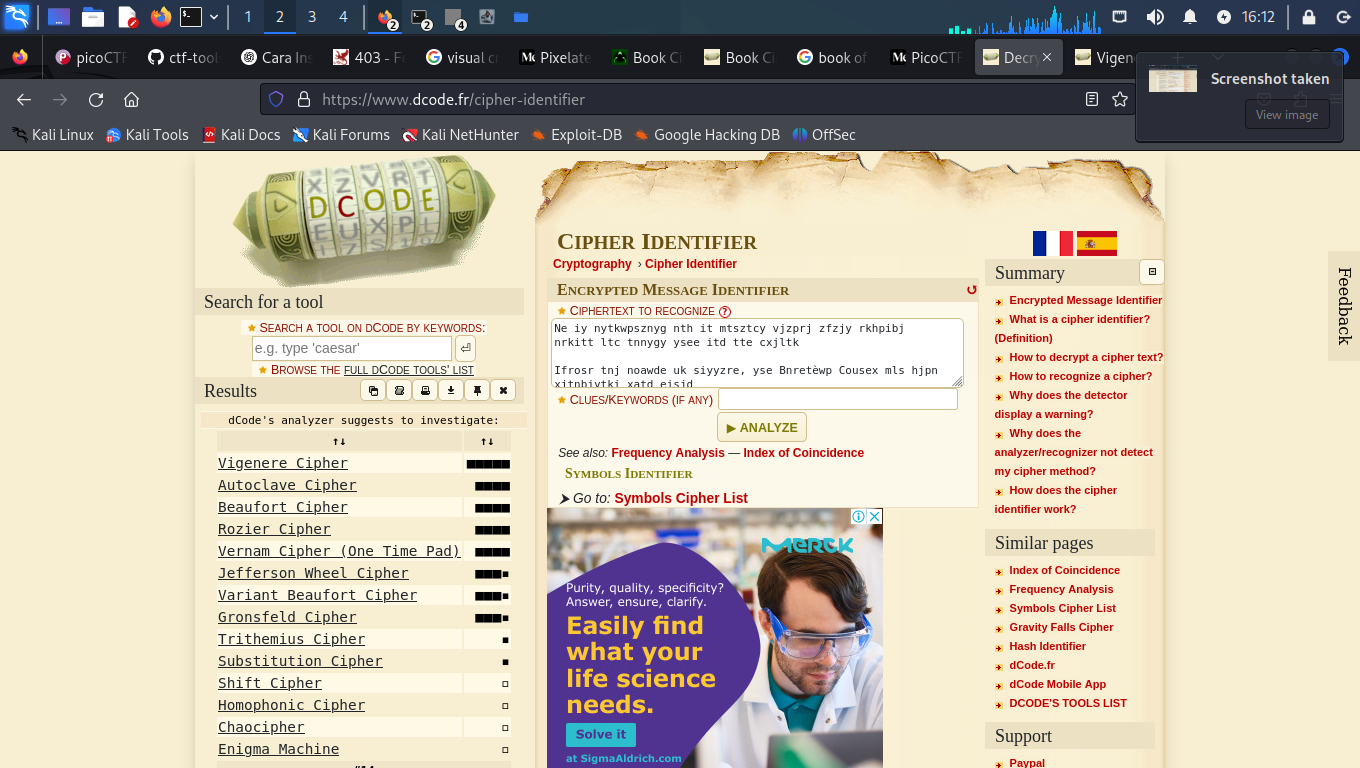 1 2 3 4 2 2 4 16:12
picoCTF ctf-tool Cara Ins 403 - Fo visual cr Pixelate Book Ci Book Ci book of PicoCTF Decry Vigen
Screenshot taken
View image
https://www.dcode.fr/cipher-identifier
Kali Linux Kali Tools Kali Docs Kali Forums Kali NetHunter Exploit-DB Google Hacking DB OffSec
X Z V R T
DCODE
EUXPL
Search for a tool
Search a tool on dCode by keywords:
e.g. type 'caesar'
Browse the full dCode tools' list
Results
dCode's analyzer suggests to investigate:
↑↓ ↑↓
Vigenere Cipher
Autoclave Cipher
Beaufort Cipher
Rozier Cipher
Vernam Cipher (One Time Pad)
Jefferson Wheel Cipher
Variant Beaufort Cipher
Gronsfeld Cipher
Trithemius Cipher
Substitution Cipher
Shift Cipher
Homophonic Cipher
Chaocipher
Enigma Machine
Cipher Identifier
Cryptography › Cipher Identifier
Encrypted Message Identifier
Ciphertext to recognize ?
Ne iy nytkwpsznyg nth it mtsztcy vjzprj zfzjy rkhpibj
nrkitt ltc tnnygy ysee itd tte cxjltk
Ifrosr tnj noawde uk siyyzre, yse Bnretèwp Cousex mls hjpn
xjtnbjytki xatd eisjd
Clues/Keywords (if any)
▶ ANALYZE
See also: Frequency Analysis — Index of Coincidence
Symbols Identifier
➤ Go to: Symbols Cipher List
MERCK
Purity, quality, specificity?
Answer, ensure, clarify.
Easily find
what your
life science
needs.
Solve it
at SigmaAldrich.com
Summary
Encrypted Message Identifier
What is a cipher identifier?
(Definition)
How to decrypt a cipher text?
How to recognize a cipher?
Why does the detector
display a warning?
Why does the
analyzer/recognizer not detect
my cipher method?
How does the cipher
identifier work?
Similar pages
Index of Coincidence
Frequency Analysis
Symbols Cipher List
Gravity Falls Cipher
Hash Identifier
dCode.fr
dCode Mobile App
DCODE'S TOOLS LIST
Support
Paypal
Feedback